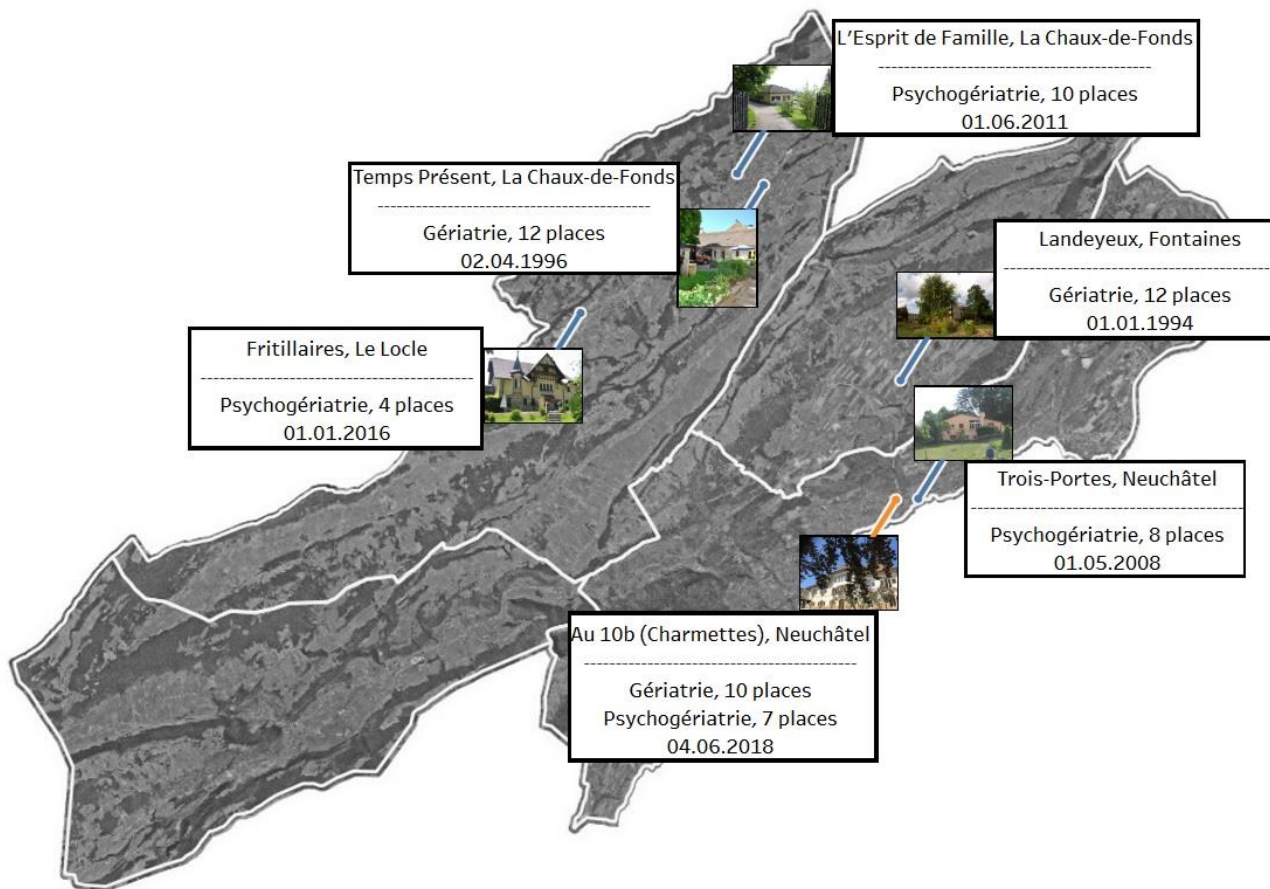 L'Esprit de Famille, La Chaux-de-Fonds
------------------------------------------
Psychogériatrie, 10 places
01.06.2011
Temps Présent, La Chaux-de-Fonds
------------------------------------------
Gériatrie, 12 places
02.04.1996
Landeyeux, Fontaines
------------------------------------------
Gériatrie, 12 places
01.01.1994
Fritillaires, Le Locle
------------------------------------------
Psychogériatrie, 4 places
01.01.2016
Trois-Portes, Neuchâtel
------------------------------------------
Psychogériatrie, 8 places
01.05.2008
Au 10b (Charmettes), Neuchâtel
------------------------------------------
Gériatrie, 10 places
Psychogériatrie, 7 places
04.06.2018